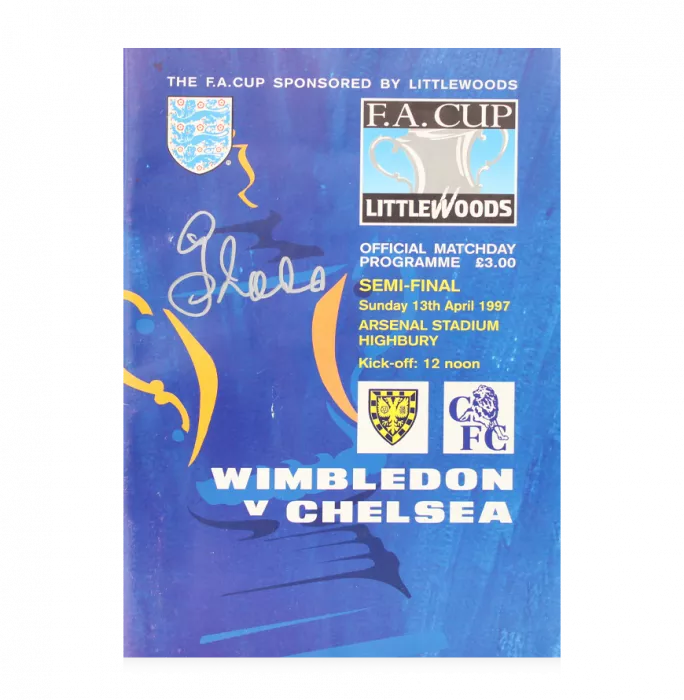 THE F.A.CUP SPONSORED BY LITTLEWOODS
F.A. CUP
LITTLEWOODS
OFFICIAL MATCHDAY
PROGRAMME £3.00
SEMI-FINAL
Sunday 13th April 1997
ARSENAL STADIUM
HIGHBURY
Kick-off: 12 noon
CFC
WIMBLEDON
V CHELSEA